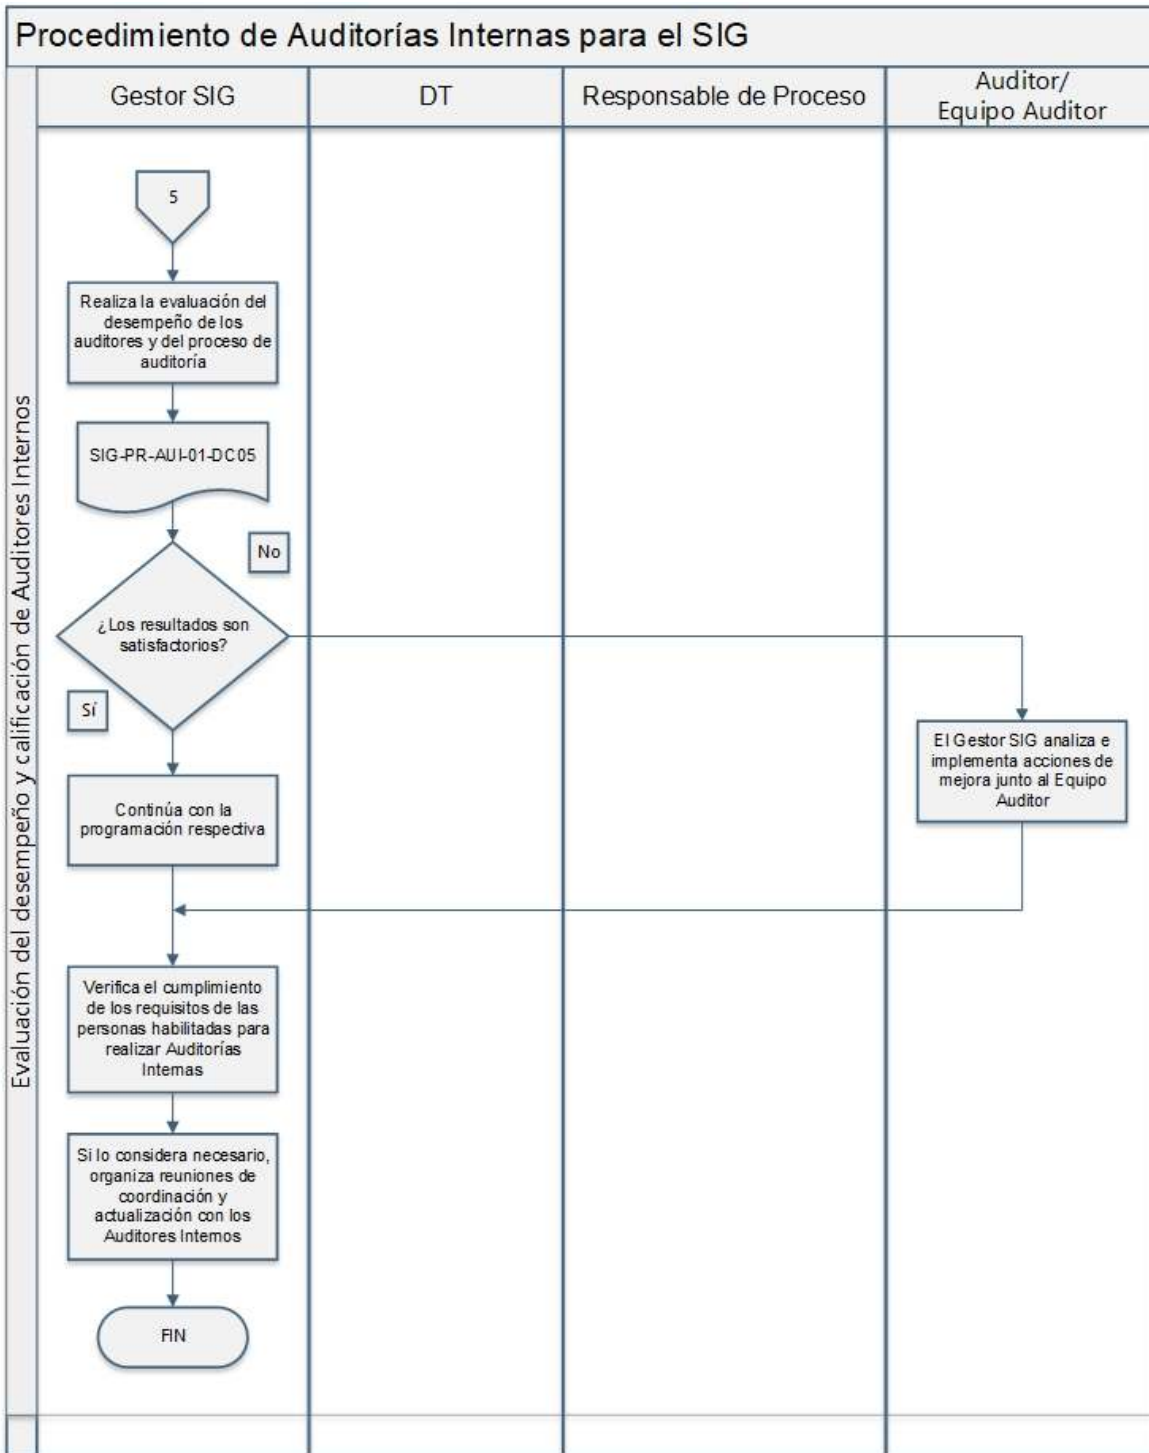 Procedimiento de Auditorías Internas para el SIG
Gestor SIG
DT
Responsable de Proceso
Auditor/
Equipo Auditor
Evaluación del desempeño y calificación de Auditores Internos
5
Realiza la evaluación del
desempeño de los
auditores y del proceso de
auditoría
SIG-PR-AUI-01-DC05
No
¿Los resultados son
satisfactorios?
Sí
El Gestor SIG analiza e
implementa acciones de
mejora junto al Equipo
Auditor
Continúa con la
programación respectiva
Verifica el cumplimiento
de los requisitos de las
personas habilitadas para
realizar Auditorías
Internas
Si lo considera necesario,
organiza reuniones de
coordinación y
actualización con los
Auditores Internos
FIN